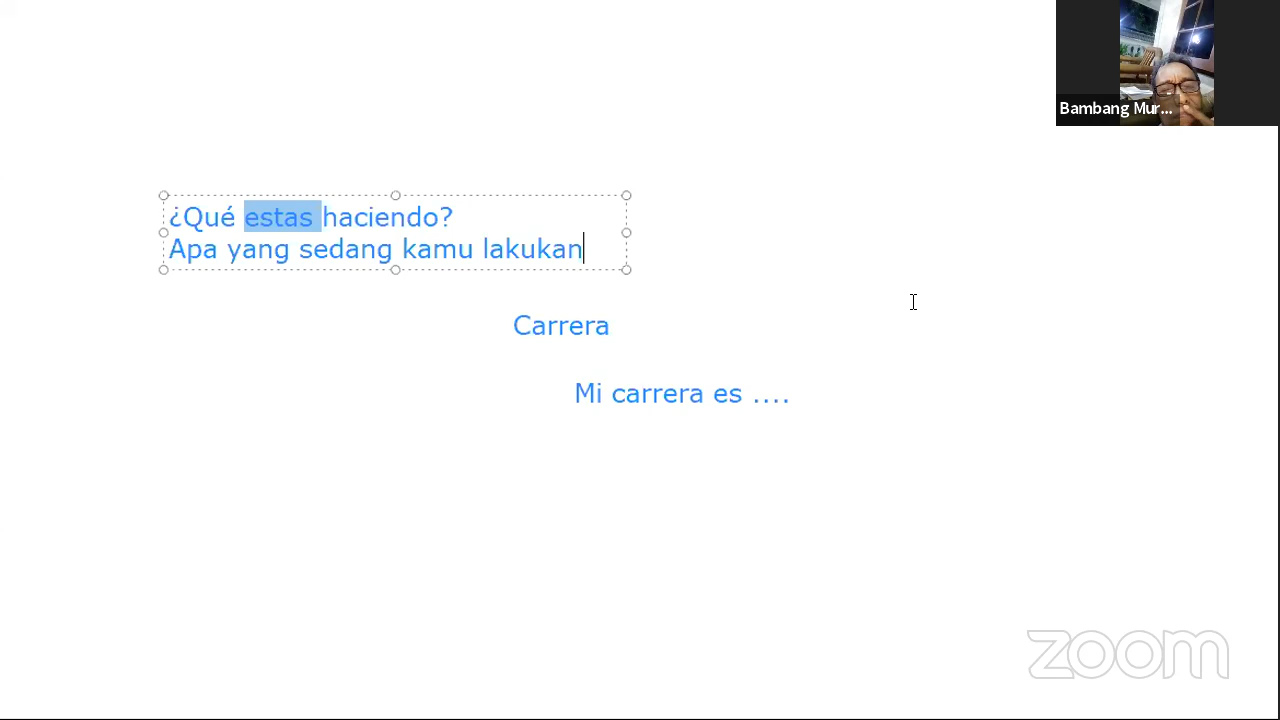 Bambang Mur...
¿Qué estas haciendo?
Apa yang sedang kamu lakukan
Carrera
Mi carrera es ....
zoom